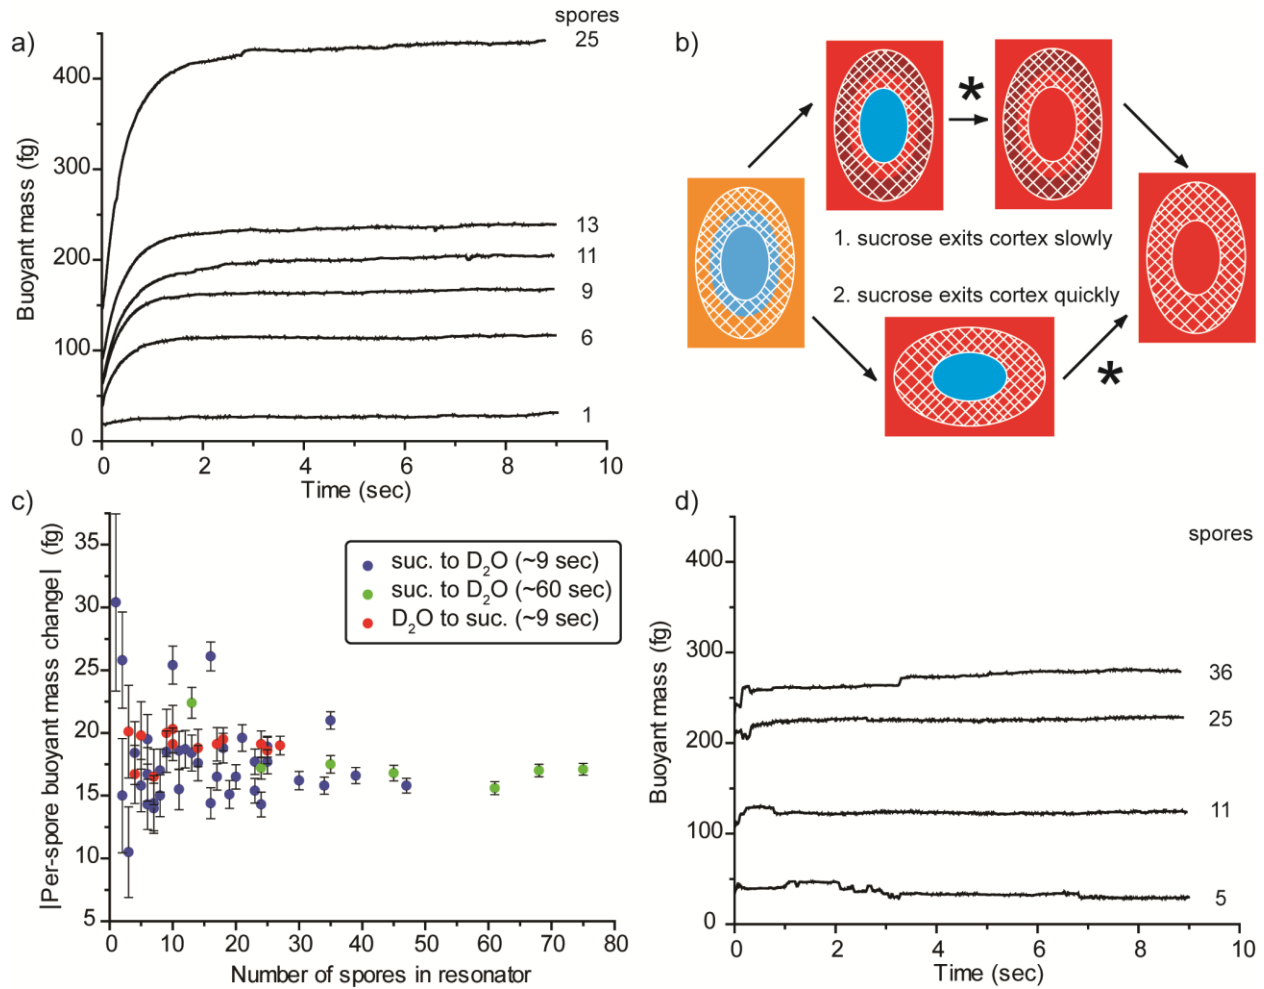 a)
spores
25
13
11
9
6
1
400
300
200
100
0
Buoyant mass (fg)
0 2 4 6 8 10
Time (sec)
b)
*
1. sucrose exits cortex slowly
2. sucrose exits cortex quickly
*
c)
|Per-spore buoyant mass change| (fg)
35
30
25
20
15
10
5
suc. to D₂O (~9 sec)
suc. to D₂O (~60 sec)
D₂O to suc. (~9 sec)
0 10 20 30 40 50 60 70 80
Number of spores in resonator
d)
spores
36
25
11
5
400
300
200
100
0
Buoyant mass (fg)
0 2 4 6 8 10
Time (sec)